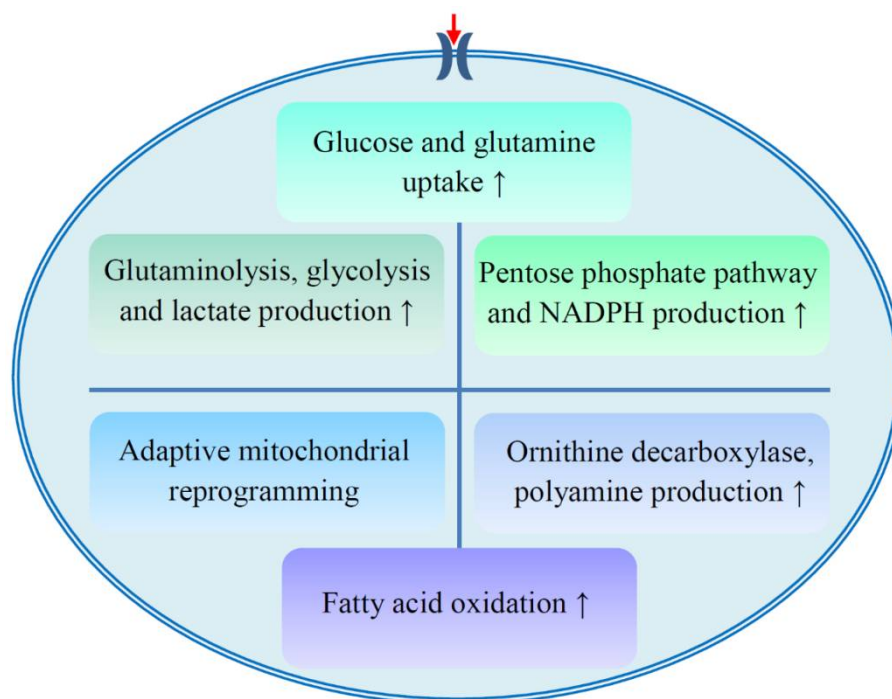 Glucose and glutamine
uptake ↑
Glutaminolysis, glycolysis
and lactate production ↑
Pentose phosphate pathway
and NADPH production ↑
Adaptive mitochondrial
reprogramming
Ornithine decarboxylase,
polyamine production ↑
Fatty acid oxidation ↑